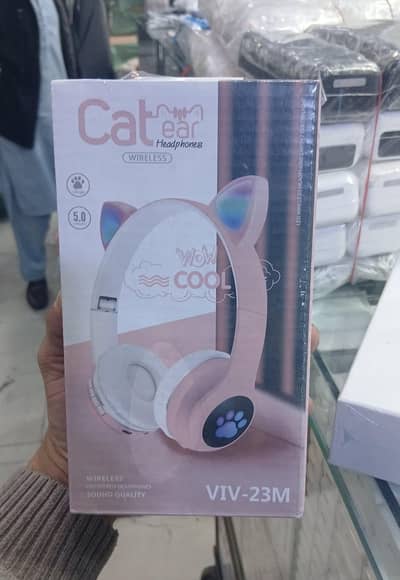 Cat ear
Headphones
WIRELESS
5.0
WOW
COOL
WIRELESS
SOUND QUALITY
VIV-23M